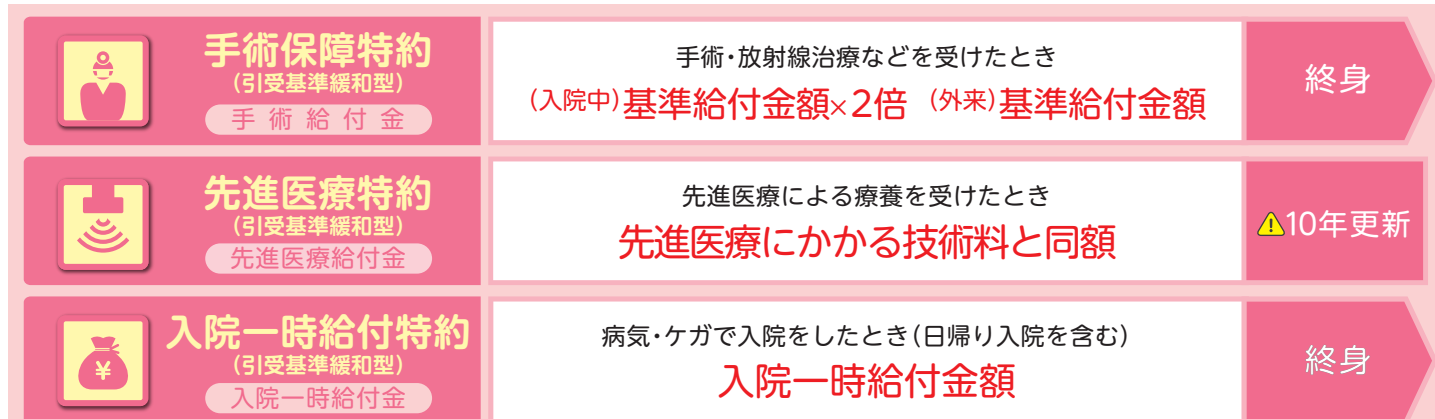 手術保障特約
(引受基準緩和型)
手術給付金
手術・放射線治療などを受けたとき
(入院中)基準給付金額×2倍 (外来)基準給付金額
終身
先進医療特約
(引受基準緩和型)
先進医療給付金
先進医療による療養を受けたとき
先進医療にかかる技術料と同額
10年更新
入院一時給付特約
(引受基準緩和型)
¥
入院一時給付金
病気・ケガで入院をしたとき(日帰り入院を含む)
入院一時給付金額
終身